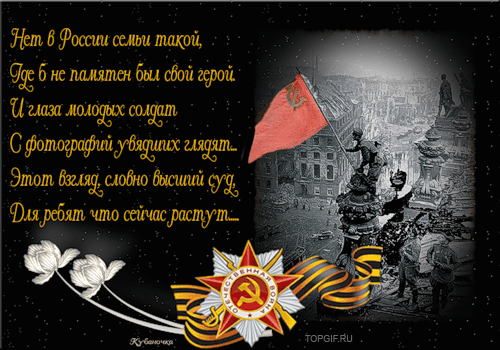 Нет в России семьи такой,
Где б не памятен был свой герой.
И глаза молодых солдат
С фотографий увядших глядят...
Этот взгляд, словно высший суд,
Для ребят что сейчас растут....
ОТЕЧЕСТВЕННАЯ ВОЙНА
Кубаночка
TOPGIF.RU